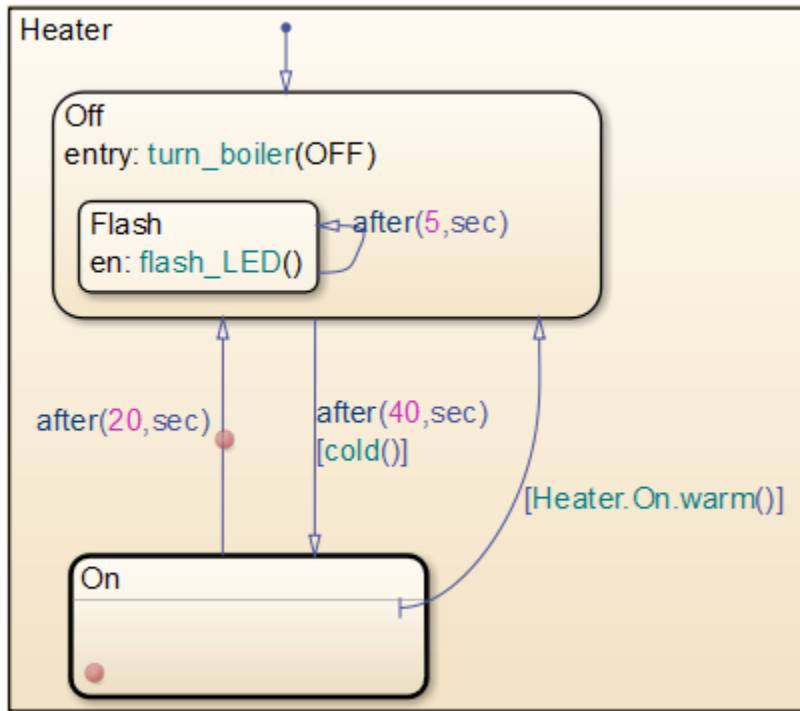 Heater
Off
entry: turn_boiler(OFF)
Flash
en: flash_LED()
after(5,sec)
after(20,sec)
after(40,sec)
[cold()]
[Heater.On.warm()]
On